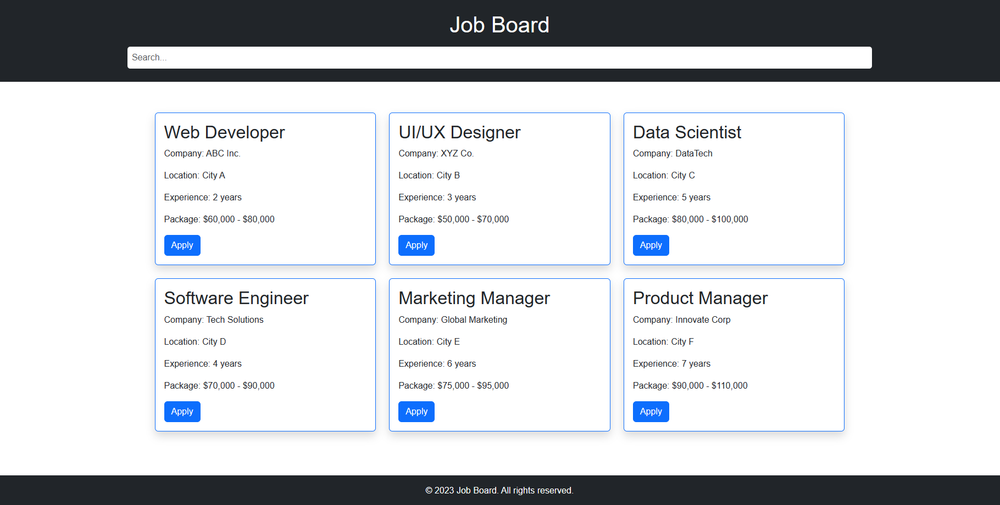 Job Board
Search...
Web Developer
Company: ABC Inc.
Location: City A
Experience: 2 years
Package: $60,000 - $80,000
Apply
UI/UX Designer
Company: XYZ Co.
Location: City B
Experience: 3 years
Package: $50,000 - $70,000
Apply
Data Scientist
Company: DataTech
Location: City C
Experience: 5 years
Package: $80,000 - $100,000
Apply
Software Engineer
Company: Tech Solutions
Location: City D
Experience: 4 years
Package: $70,000 - $90,000
Apply
Marketing Manager
Company: Global Marketing
Location: City E
Experience: 6 years
Package: $75,000 - $95,000
Apply
Product Manager
Company: Innovate Corp
Location: City F
Experience: 7 years
Package: $90,000 - $110,000
Apply
© 2023 Job Board. All rights reserved.